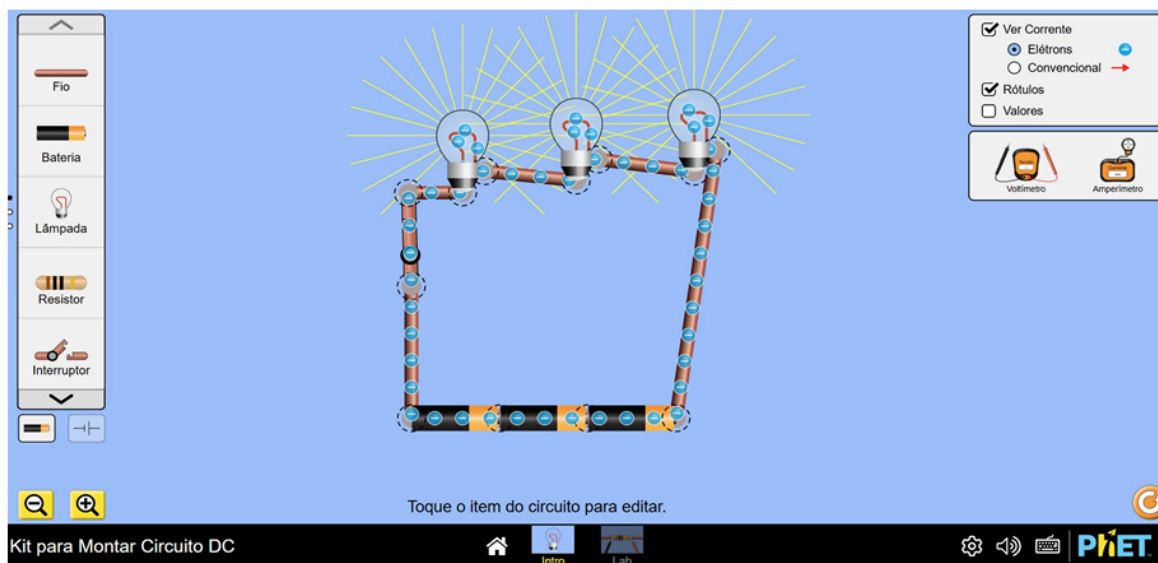 Fio
Bateria
Lâmpada
Resistor
Interruptor
Ver Corrente
Elétrons
Convencional
Rótulos
Valores
Voltímetro
Amperímetro
Toque o item do circuito para editar.
Kit para Montar Circuito DC
Intro
Lab
PhET